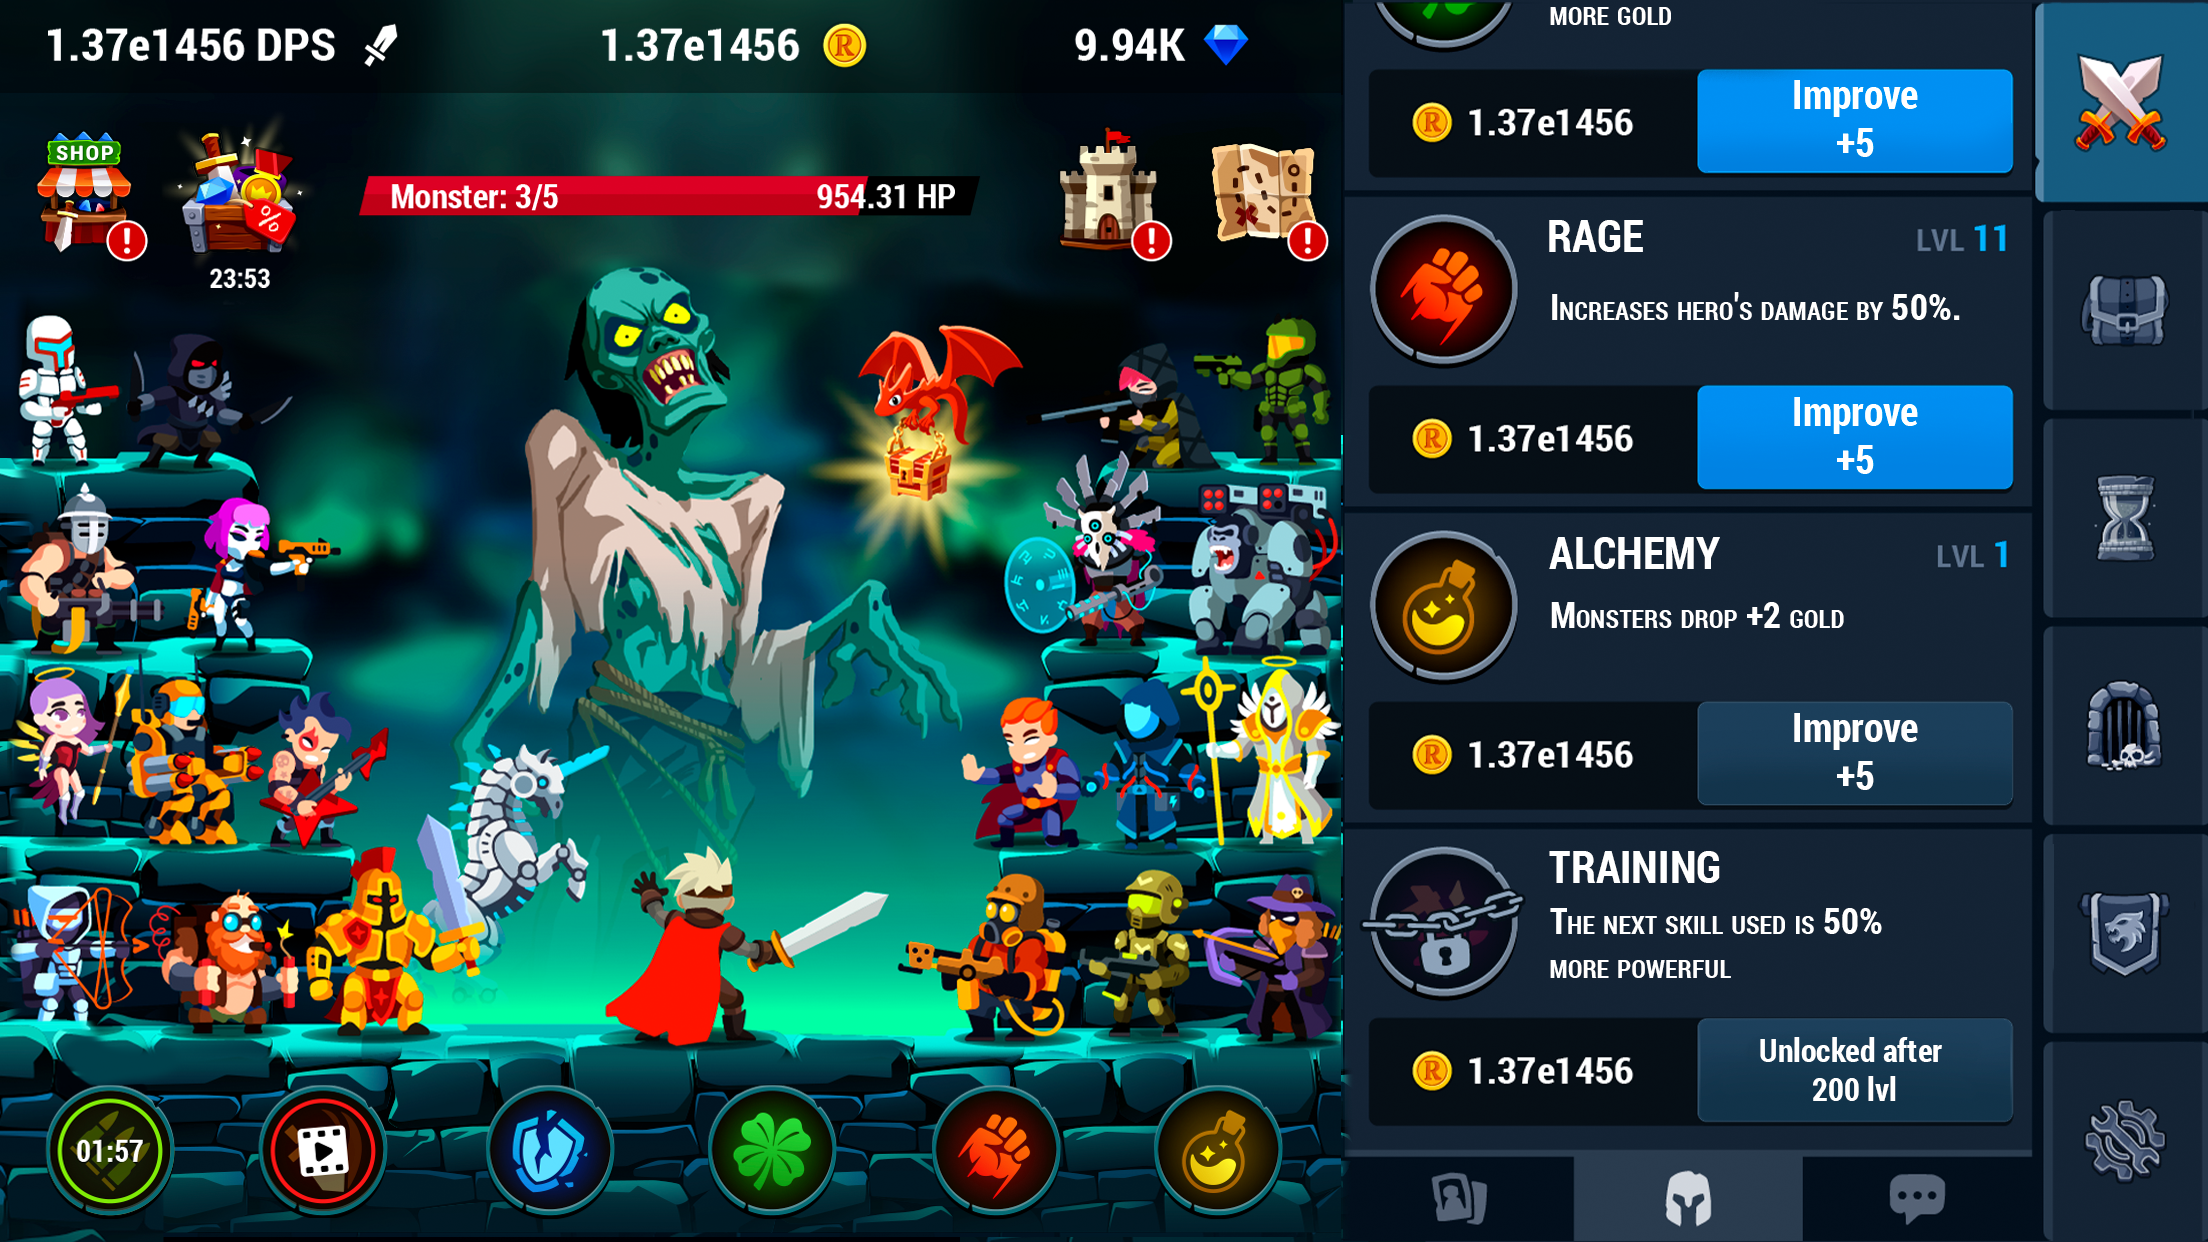 1.37e1456 DPS
1.37e1456 R
9.94K
SHOP
%
23:53
Monster: 3/5
954.31 HP
01:57
MORE GOLD
R 1.37e1456
Improve
+5
RAGE
LVL 11
INCREASES HERO'S DAMAGE BY 50%.
R 1.37e1456
Improve
+5
ALCHEMY
LVL 1
MONSTERS DROP +2 GOLD
R 1.37e1456
Improve
+5
TRAINING
THE NEXT SKILL USED IS 50%
MORE POWERFUL
R 1.37e1456
Unlocked after
200 lvl